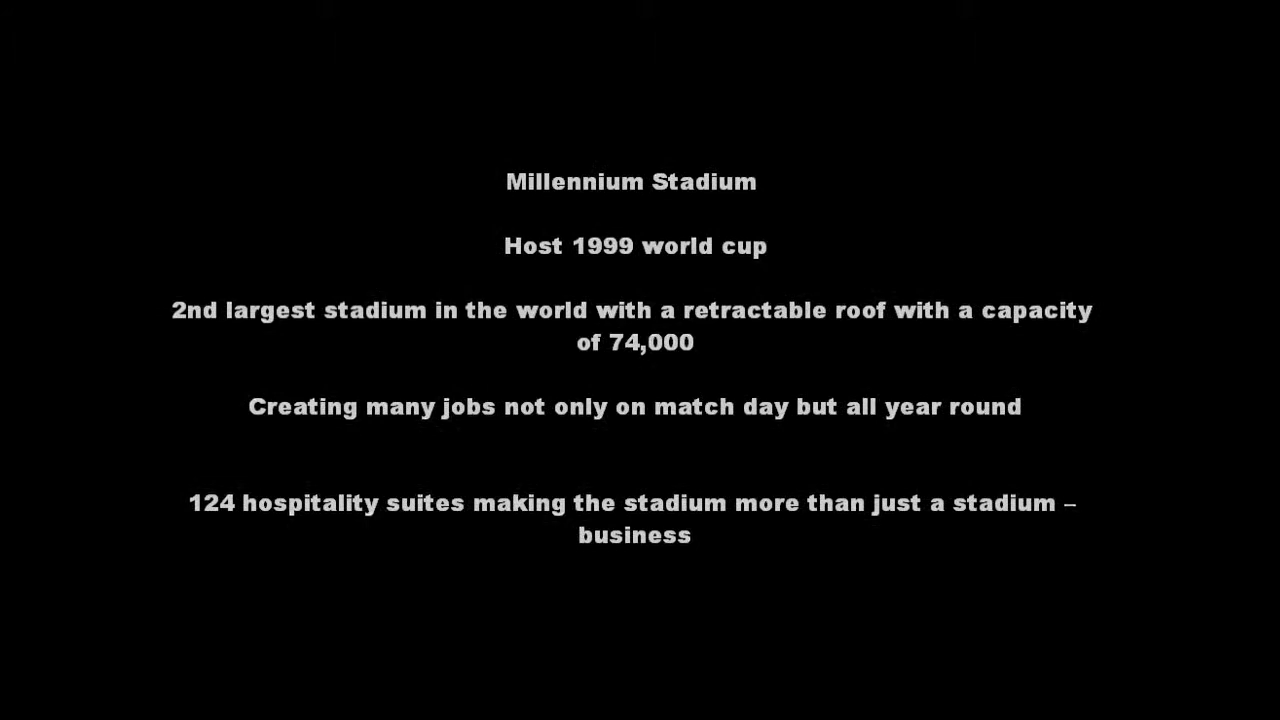 Millennium Stadium
Host 1999 world cup
2nd largest stadium in the world with a retractable roof with a capacity
of 74,000
Creating many jobs not only on match day but all year round
124 hospitality suites making the stadium more than just a stadium –
business